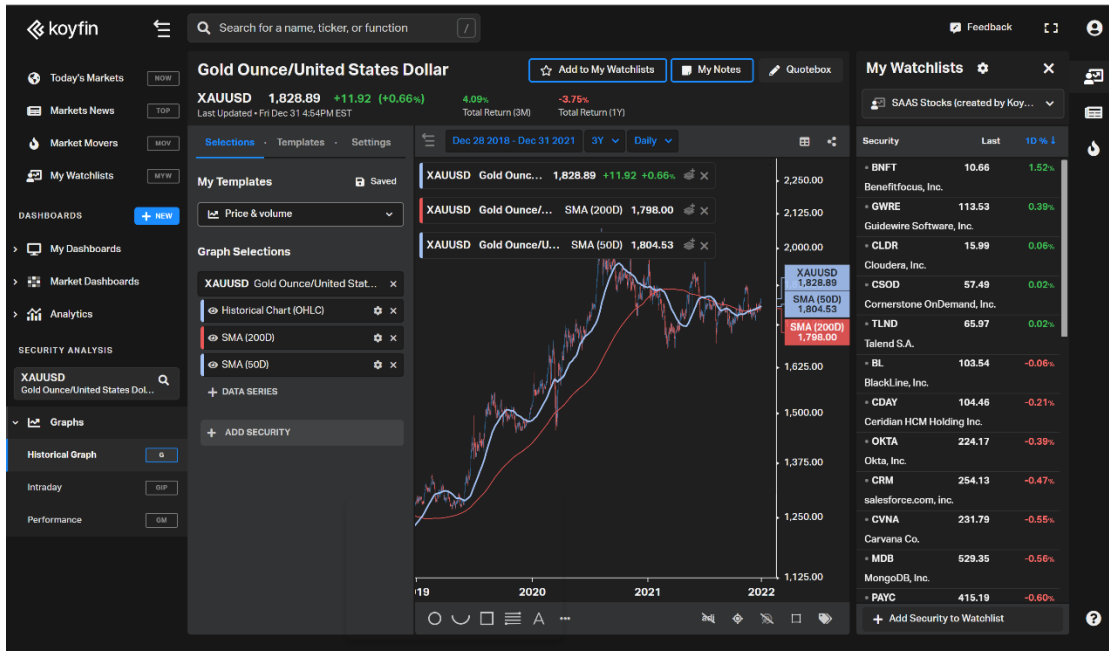 koyfin
Search for a name, ticker, or function /
Feedback
Today's Markets NOW
Markets News TOP
Market Movers MOV
My Watchlists MYW
DASHBOARDS + NEW
My Dashboards
Market Dashboards
Analytics
SECURITY ANALYSIS
XAUUSD
Gold Ounce/United States Dol...
Graphs
Historical Graph G
Intraday GIP
Performance GM
Gold Ounce/United States Dollar
Add to My Watchlists
My Notes
Quotebox
XAUUSD 1,828.89 +11.92 (+0.66%) 4.09% -3.75%
Last Updated • Fri Dec 31 4:54PM EST Total Return (3M) Total Return (1Y)
Selections · Templates · Settings
My Templates Saved
Price & volume
Graph Selections
XAUUSD Gold Ounce/United Stat... ×
Historical Chart (OHLC) ×
SMA (200D) ×
SMA (50D) ×
+ DATA SERIES
+ ADD SECURITY
Dec 28 2018 - Dec 31 2021 3Y Daily
XAUUSD Gold Ounc... 1,828.89 +11.92 +0.66% ×
XAUUSD Gold Ounce/... SMA (200D) 1,798.00 ×
XAUUSD Gold Ounce/U... SMA (50D) 1,804.53 ×
2,250.00
2,125.00
2,000.00
XAUUSD
1,828.89
SMA (50D)
1,804.53
SMA (200D)
1,798.00
1,625.00
1,500.00
1,375.00
1,250.00
1,125.00
'19 2020 2021 2022
A
My Watchlists ×
SAAS Stocks (created by Koy...
Security Last 1D % ↓
BNFT 10.66 1.52%
Benefitfocus, Inc.
GWRE 113.53 0.39%
Guidewire Software, Inc.
CLDR 15.99 0.06%
Cloudera, Inc.
CSOD 57.49 0.02%
Cornerstone OnDemand, Inc.
TLND 65.97 0.02%
Talend S.A.
BL 103.54 -0.06%
BlackLine, Inc.
CDAY 104.46 -0.21%
Ceridian HCM Holding Inc.
OKTA 224.17 -0.39%
Okta, Inc.
CRM 254.13 -0.47%
salesforce.com, inc.
CVNA 231.79 -0.55%
Carvana Co.
MDB 529.35 -0.56%
MongoDB, Inc.
PAYC 415.19 -0.60%
+ Add Security to Watchlist
?